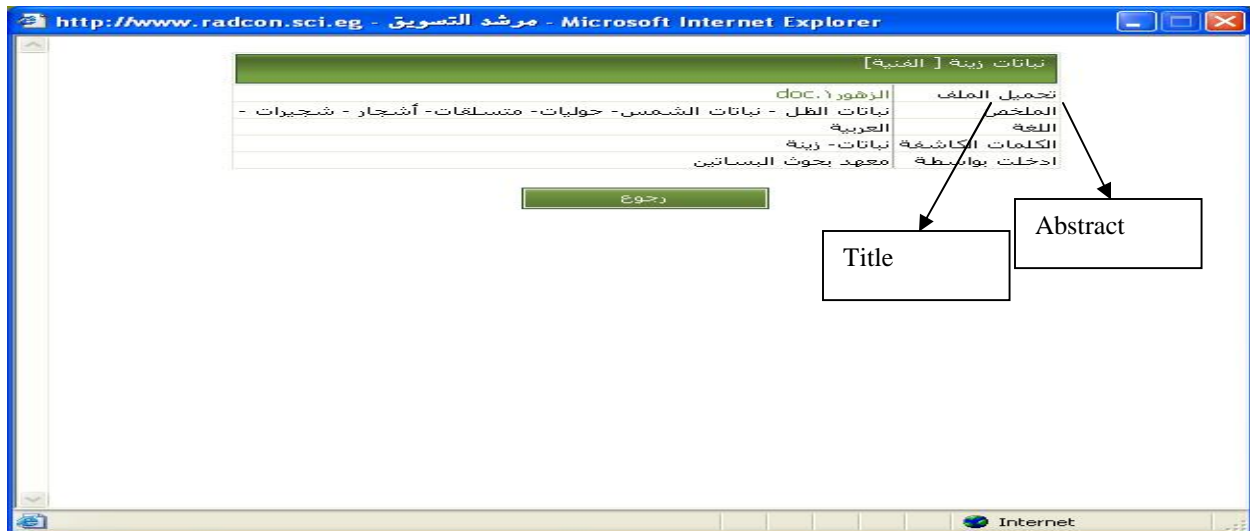 http://www.radcon.sci.eg - مرشد التسويق - Microsoft Internet Explorer
نباتات زينة [ الفنية]
تحميل الملف الزهور١.doc
الملخص نباتات الظل - نباتات الشمس- حوليات- متسلقات- أشجار - شجيرات -
اللغة العربية
الكلمات الكاشفة نباتات- زينة
ادخلت بواسطة معهد بحوث البساتين
رجوع
Abstract
Title
Internet